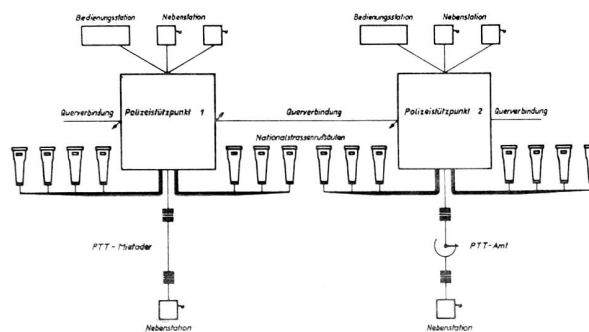 Bedienungsstation
Nebenstation
Bedienungsstation
Nebenstation
Querverbindung
Polizeistützpunkt 1
Querverbindung
Polizeistützpunkt 2
Querverbindung
Nationalstrassenrufsäulen
PTT-Mietader
PTT-Amt
Nebenstation
Nebenstation